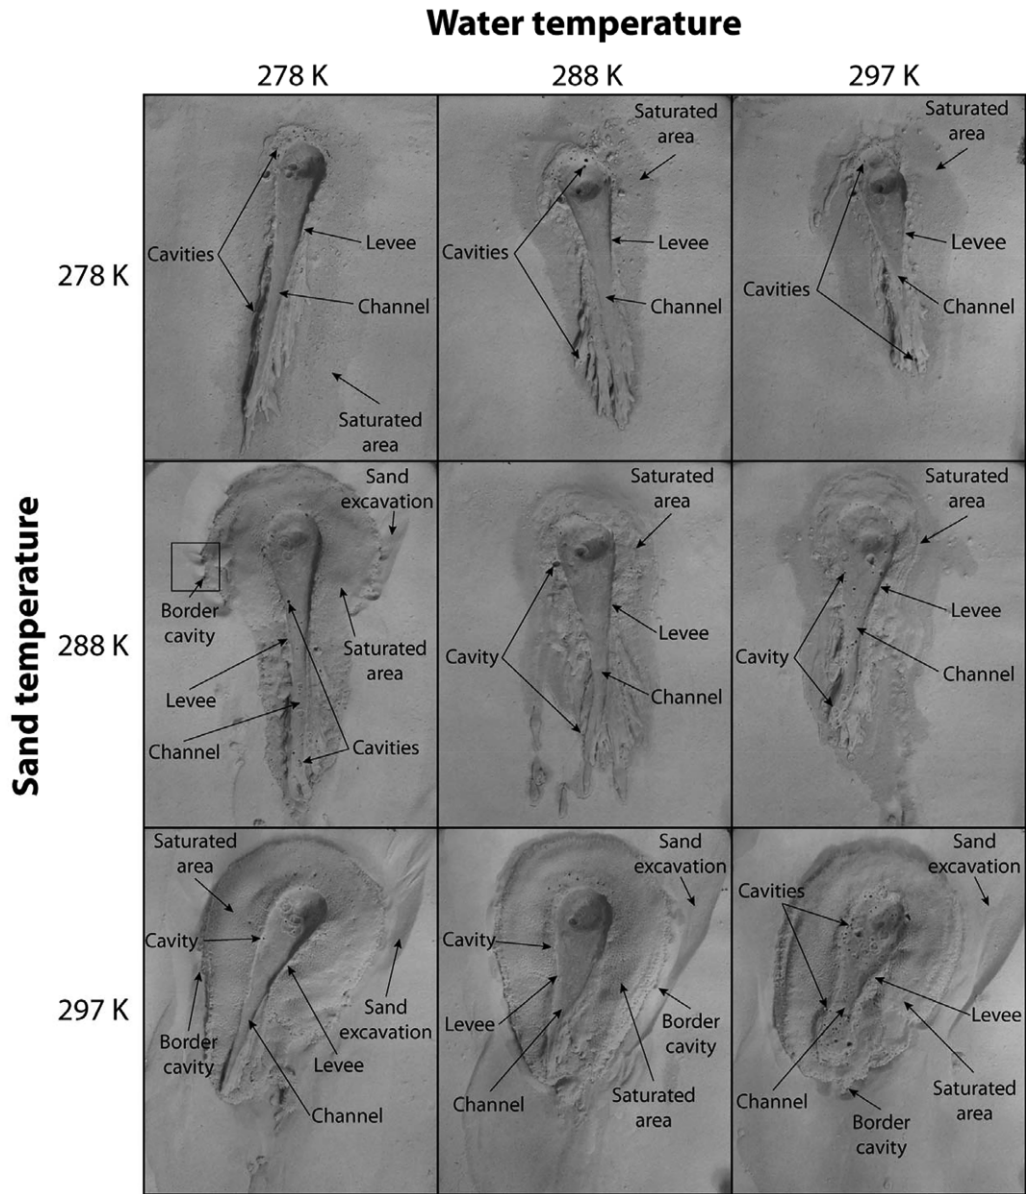 Water temperature
278 K
288 K
297 K
Sand temperature
278 K
Cavities
Levee
Channel
Saturated
area
Saturated
area
Cavities
Levee
Channel
Saturated
area
Cavities
Levee
Channel
288 K
Sand
excavation
Border
cavity
Saturated
area
Levee
Channel
Cavities
Saturated
area
Levee
Cavity
Channel
Saturated
area
Levee
Cavity
Channel
297 K
Saturated
area
Cavity
Sand
excavation
Border
cavity
Levee
Channel
Sand
excavation
Cavity
Levee
Border
cavity
Channel
Saturated
area
Sand
excavation
Cavities
Levee
Channel
Saturated
area
Border
cavity